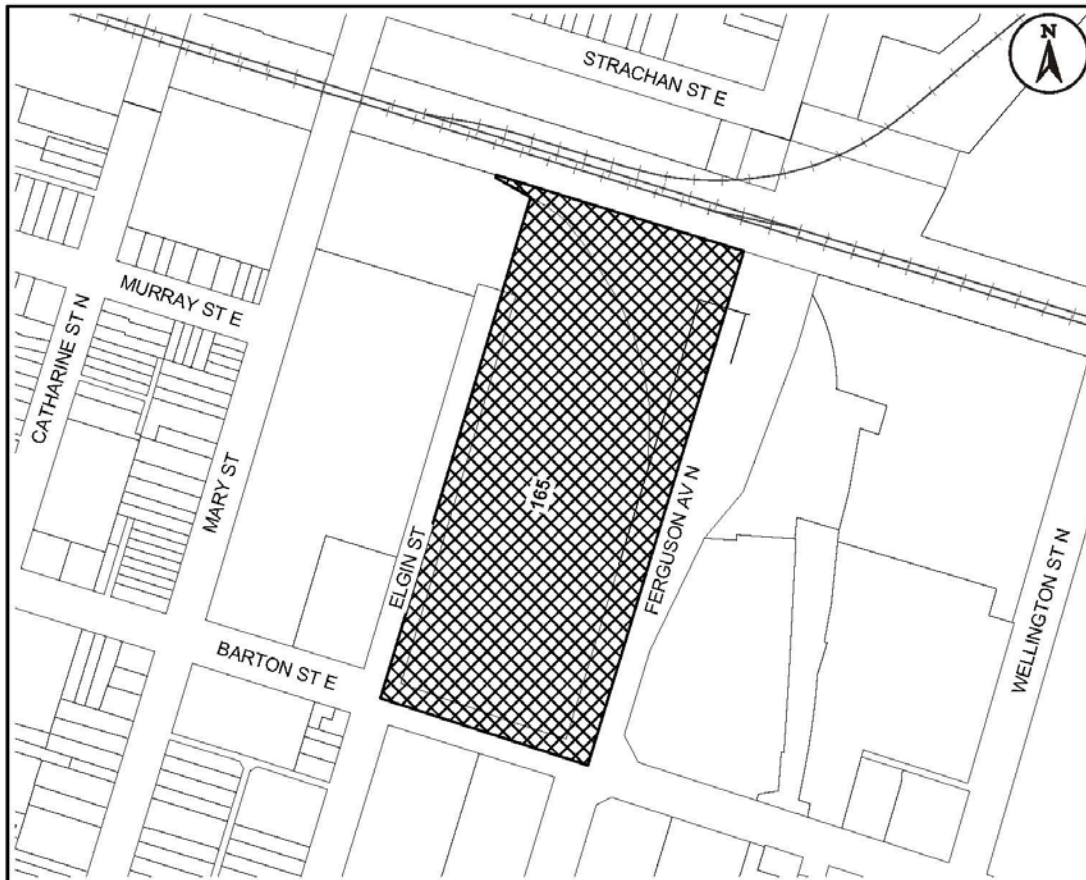 N
STRACHAN ST E
MURRAY ST E
CATHARINE ST N
MARY ST
165
ELGIN ST
FERGUSON AV N
WELLINGTON ST N
BARTON ST E